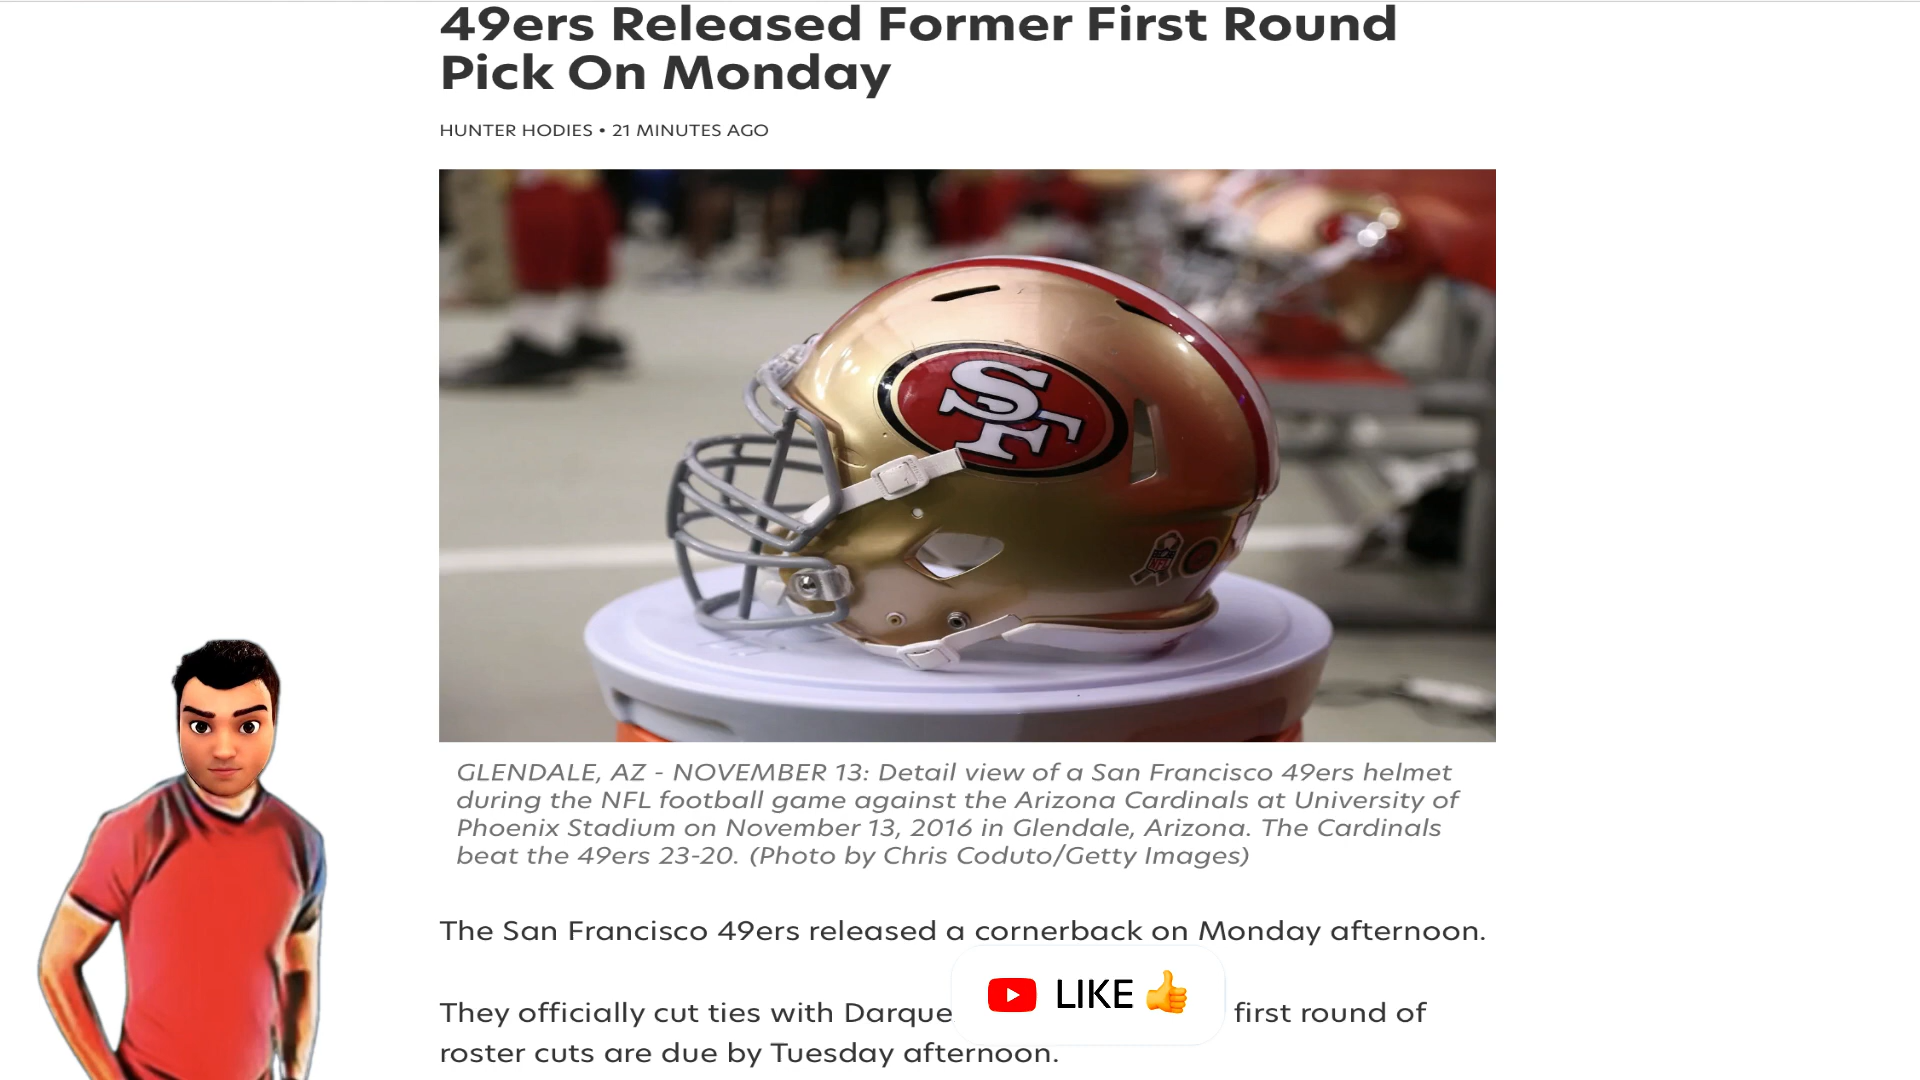 49ers Released Former First Round
Pick On Monday
HUNTER HODIES • 21 MINUTES AGO
SF
GLENDALE, AZ - NOVEMBER 13: Detail view of a San Francisco 49ers helmet
during the NFL football game against the Arizona Cardinals at University of
Phoenix Stadium on November 13, 2016 in Glendale, Arizona. The Cardinals
beat the 49ers 23-20. (Photo by Chris Coduto/Getty Images)
The San Francisco 49ers released a cornerback on Monday afternoon.
They officially cut ties with Darque first round of
LIKE 👍
roster cuts are due by Tuesday afternoon.